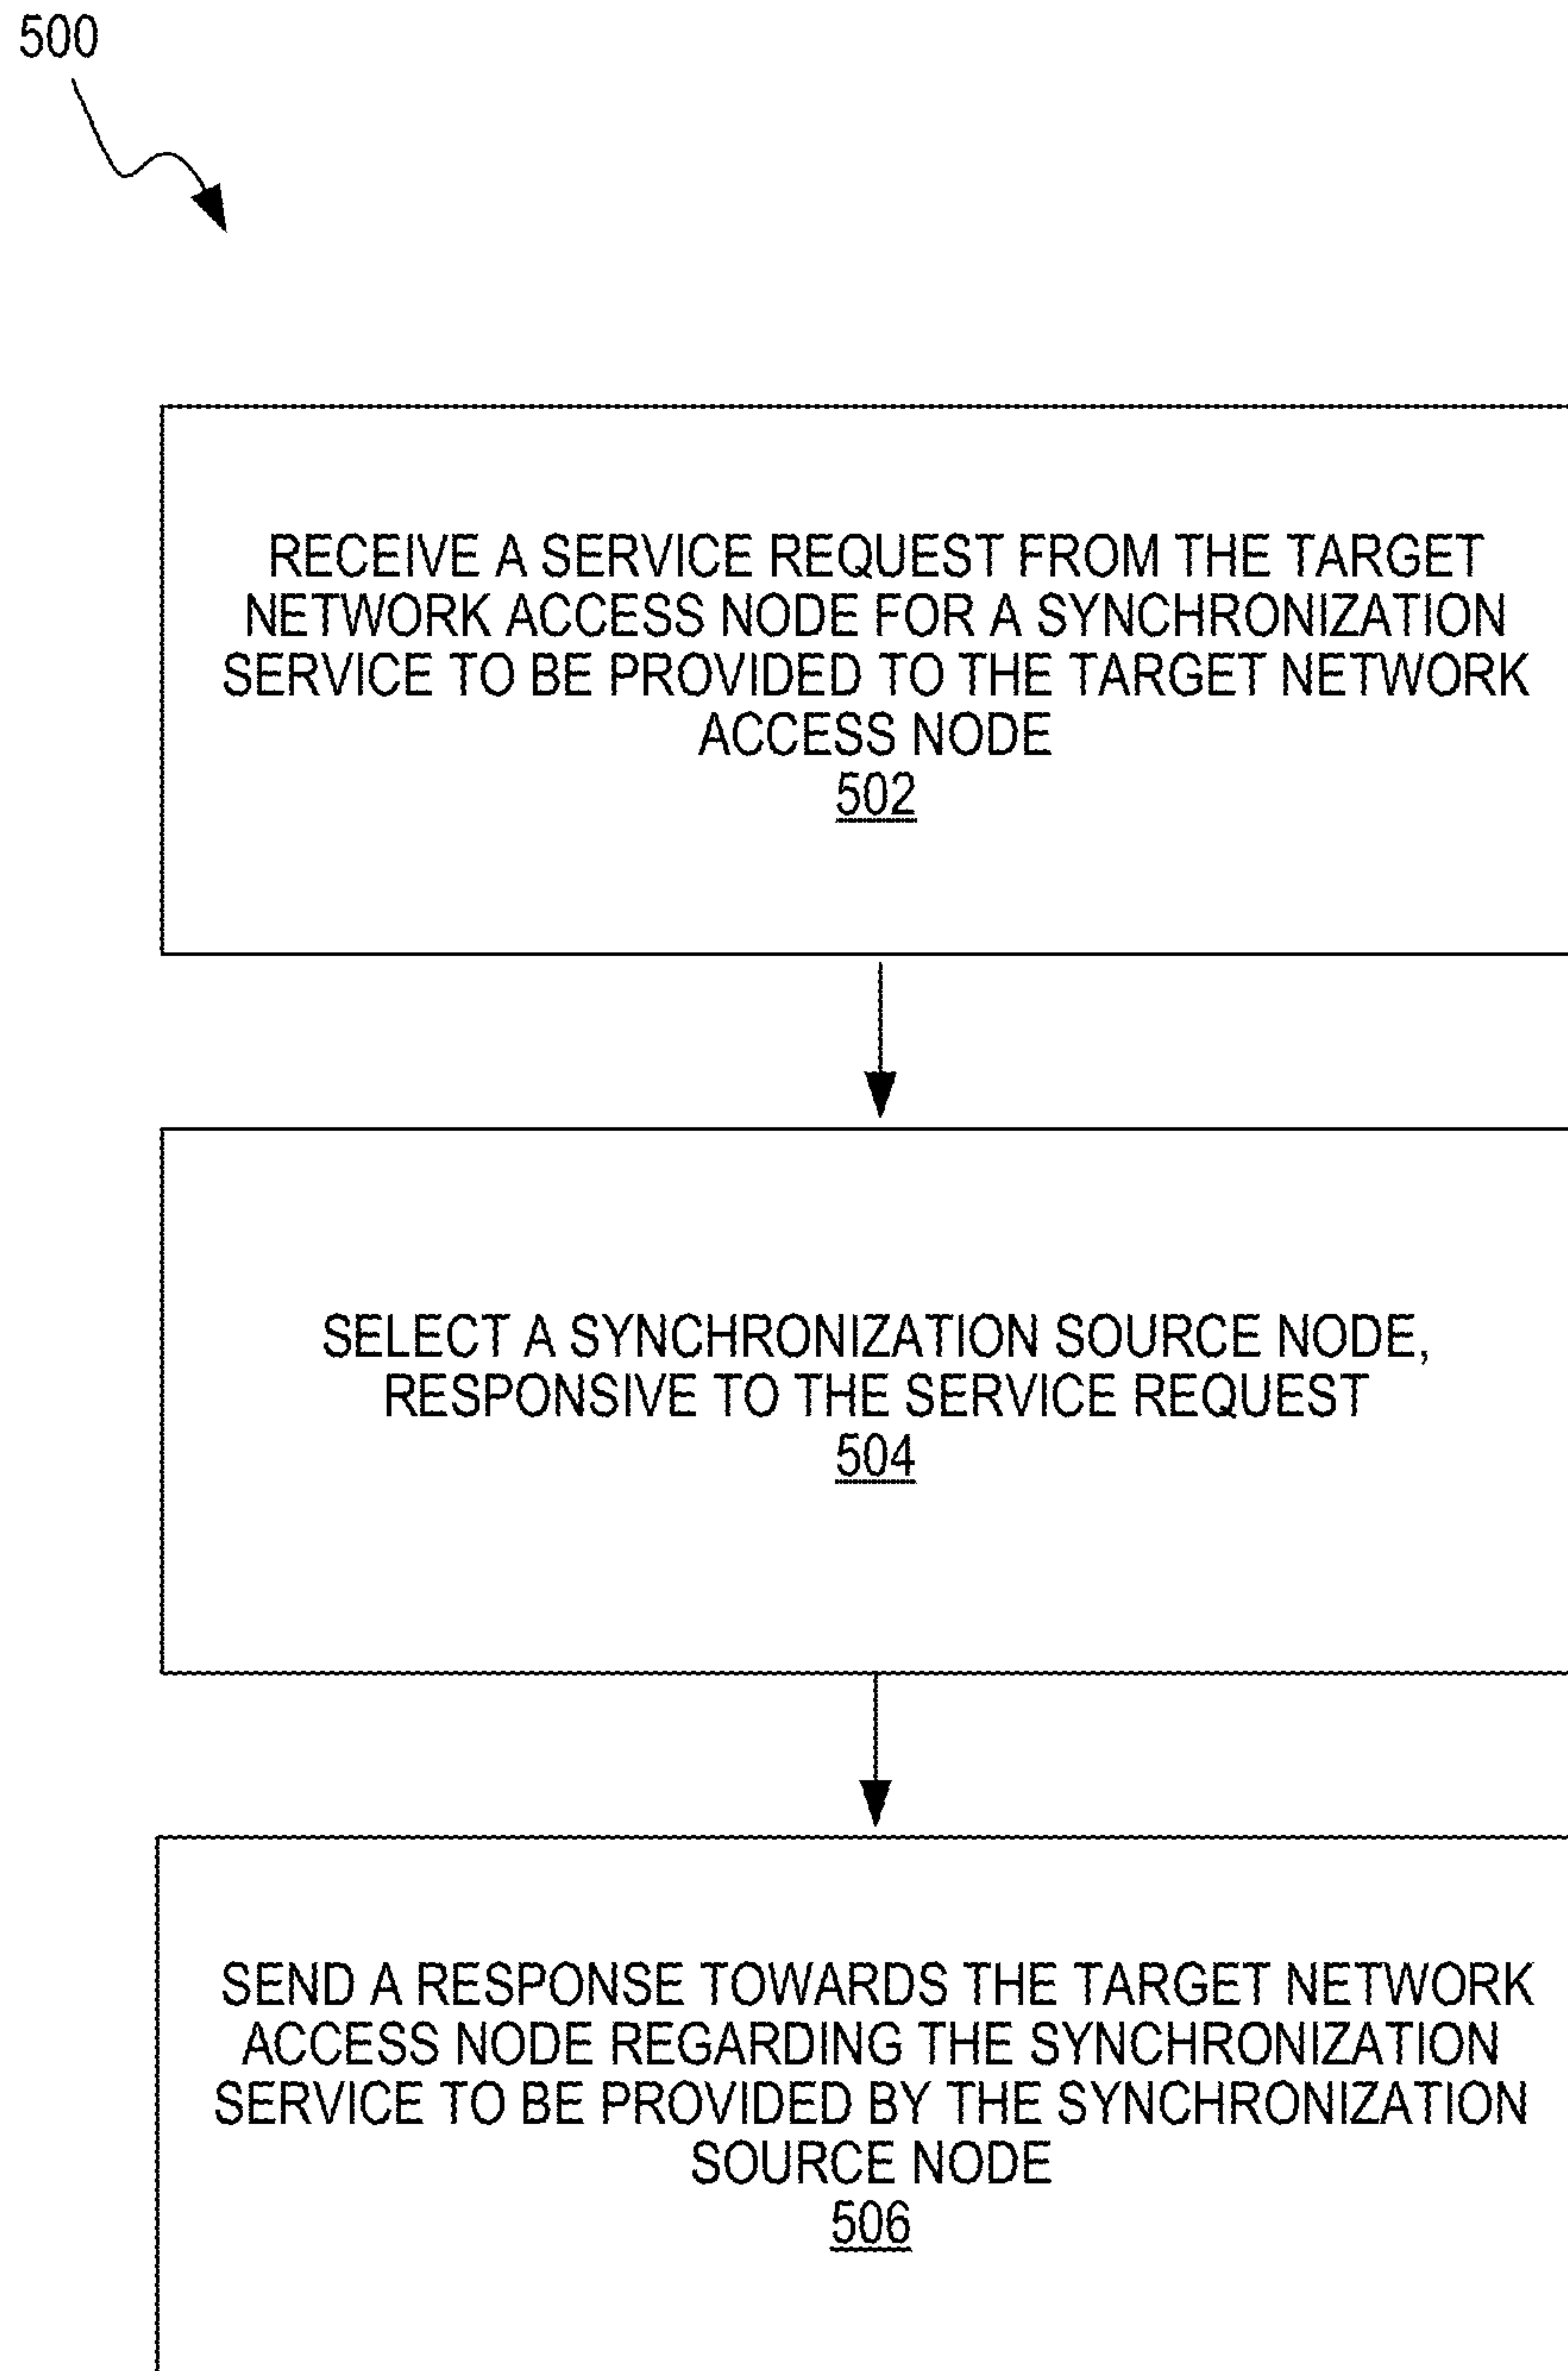 500
RECEIVE A SERVICE REQUEST FROM THE TARGET
NETWORK ACCESS NODE FOR A SYNCHRONIZATION
SERVICE TO BE PROVIDED TO THE TARGET NETWORK
ACCESS NODE
502
SELECT A SYNCHRONIZATION SOURCE NODE,
RESPONSIVE TO THE SERVICE REQUEST
504
SEND A RESPONSE TOWARDS THE TARGET NETWORK
ACCESS NODE REGARDING THE SYNCHRONIZATION
SERVICE TO BE PROVIDED BY THE SYNCHRONIZATION
SOURCE NODE
506